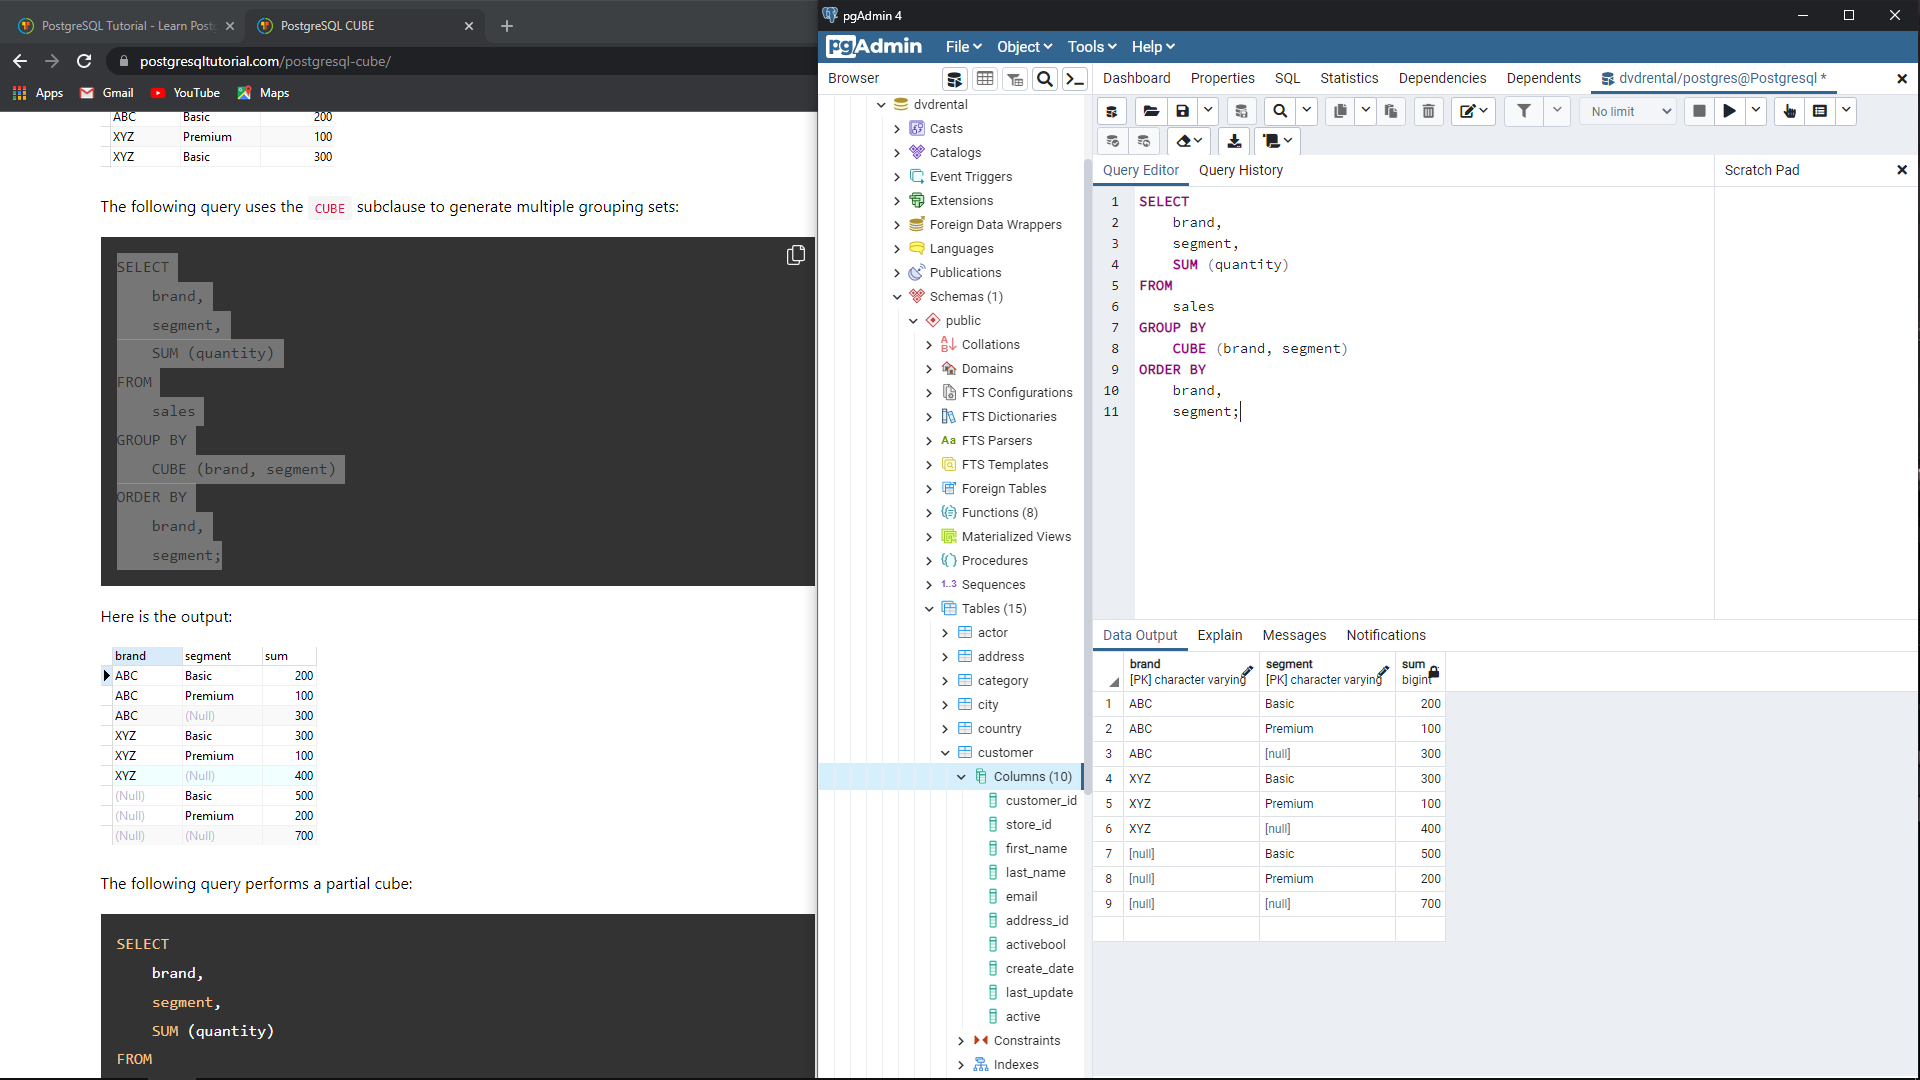 PostgreSQL Tutorial - Learn Post
PostgreSQL CUBE
postgresqltutorial.com/postgresql-cube/
Apps Gmail YouTube Maps
ABC Basic 200
XYZ Premium 100
XYZ Basic 300
The following query uses the CUBE subclause to generate multiple grouping sets:
SELECT
brand,
segment,
SUM (quantity)
FROM
sales
GROUP BY
CUBE (brand, segment)
ORDER BY
brand,
segment;
Here is the output:
brand segment sum
ABC Basic 200
ABC Premium 100
ABC (Null) 300
XYZ Basic 300
XYZ Premium 100
XYZ (Null) 400
(Null) Basic 500
(Null) Premium 200
(Null) (Null) 700
The following query performs a partial cube:
SELECT
brand,
segment,
SUM (quantity)
FROM
pgAdmin 4
pgAdmin File Object Tools Help
Browser
dvdrental
Casts
Catalogs
Event Triggers
Extensions
Foreign Data Wrappers
Languages
Publications
Schemas (1)
public
Collations
Domains
FTS Configurations
FTS Dictionaries
Aa FTS Parsers
FTS Templates
Foreign Tables
Functions (8)
Materialized Views
Procedures
1..3 Sequences
Tables (15)
actor
address
category
city
country
customer
Columns (10)
customer_id
store_id
first_name
last_name
email
address_id
activebool
create_date
last_update
active
Constraints
Indexes
Dashboard Properties SQL Statistics Dependencies Dependents dvdrental/postgres@Postgresql *
No limit
Query Editor Query History
Scratch Pad
1 SELECT
2 brand,
3 segment,
4 SUM (quantity)
5 FROM
6 sales
7 GROUP BY
8 CUBE (brand, segment)
9 ORDER BY
10 brand,
11 segment;
Data Output Explain Messages Notifications
brand segment sum
[PK] character varying [PK] character varying bigint
1 ABC Basic 200
2 ABC Premium 100
3 ABC [null] 300
4 XYZ Basic 300
5 XYZ Premium 100
6 XYZ [null] 400
7 [null] Basic 500
8 [null] Premium 200
9 [null] [null] 700